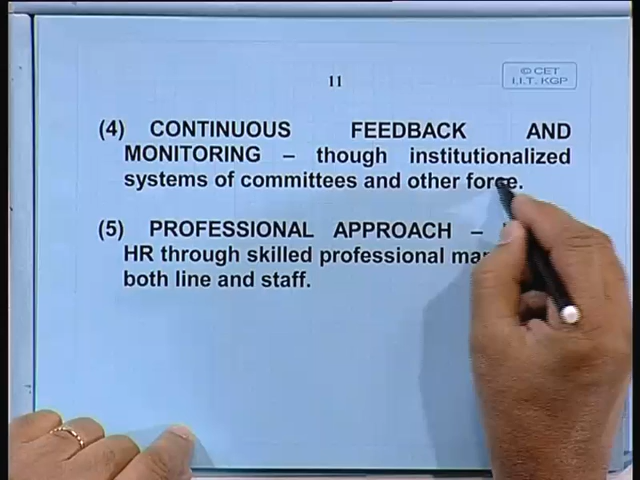 11
© CET
I.I.T. KGP
(4) CONTINUOUS FEEDBACK AND
MONITORING – though institutionalized
systems of committees and other force.
(5) PROFESSIONAL APPROACH –
HR through skilled professional
both line and staff.